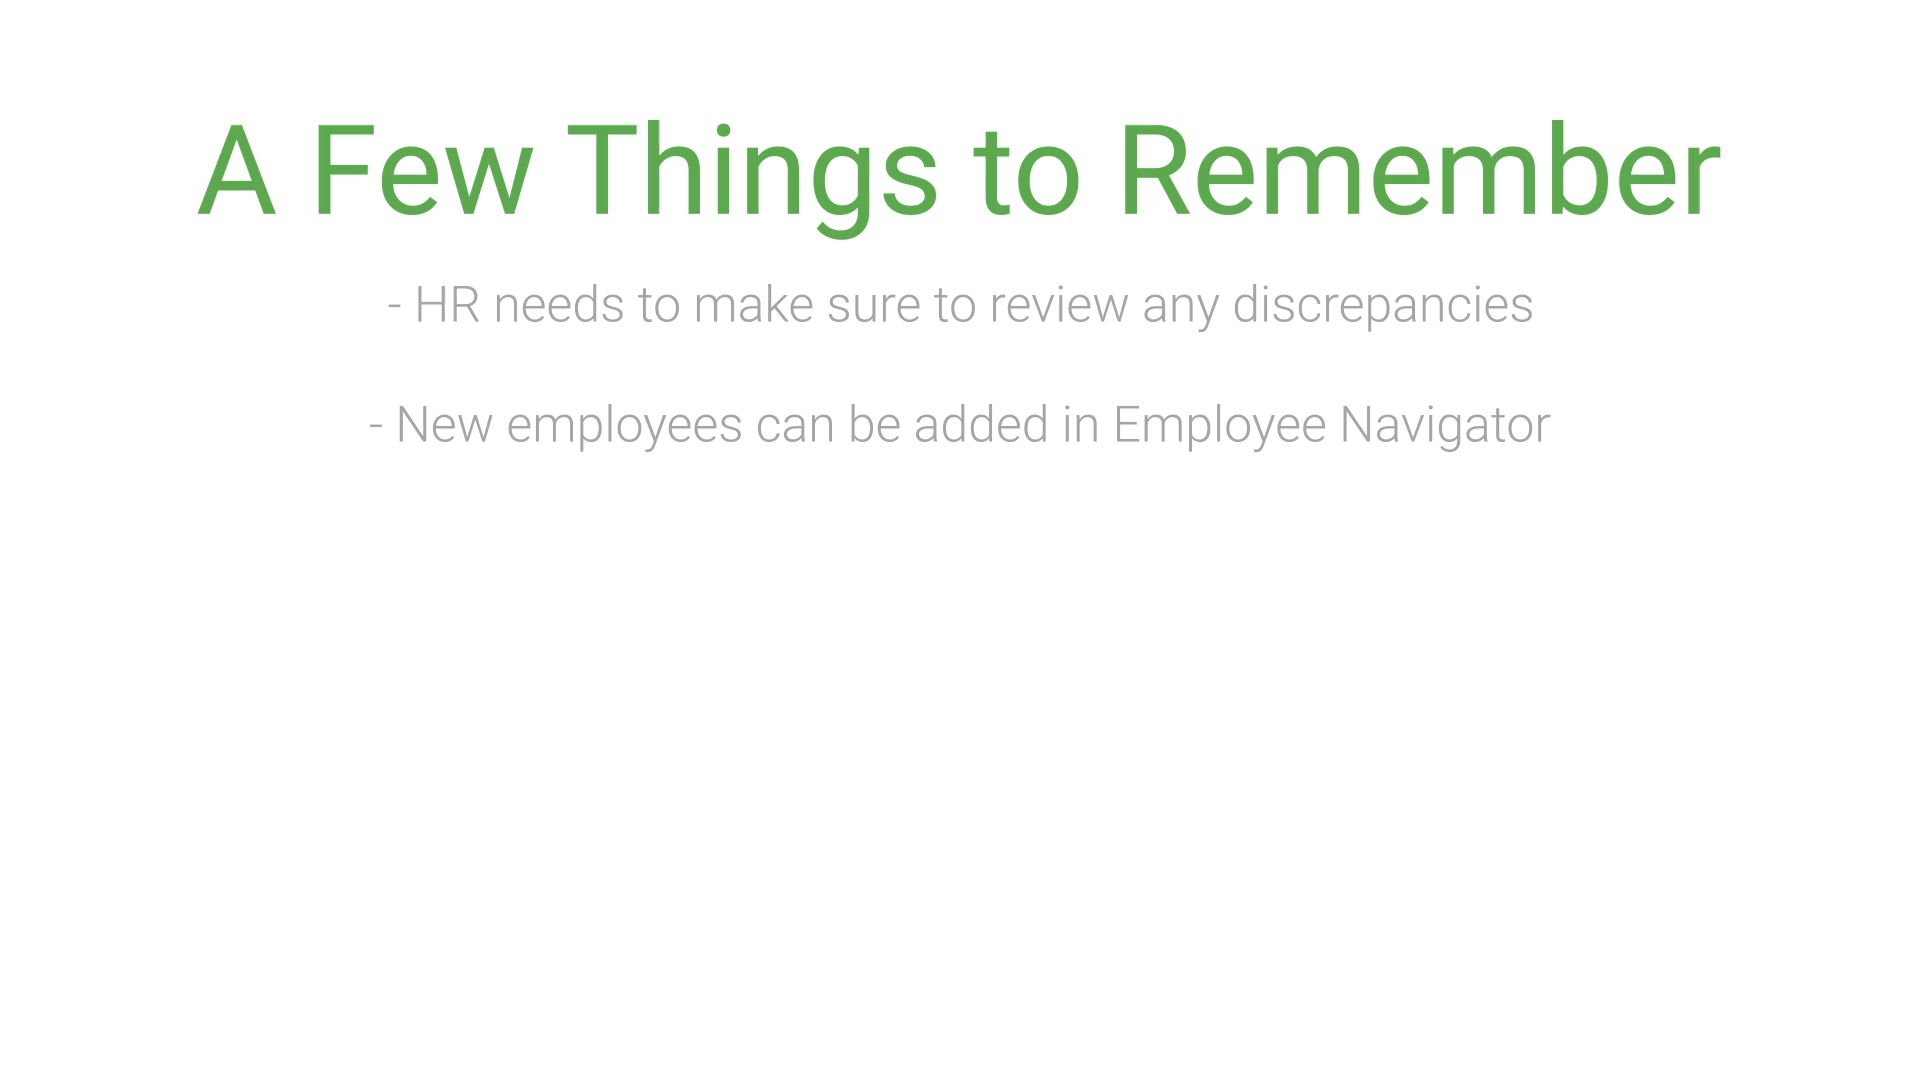 A Few Things to Remember
- HR needs to make sure to review any discrepancies
- New employees can be added in Employee Navigator